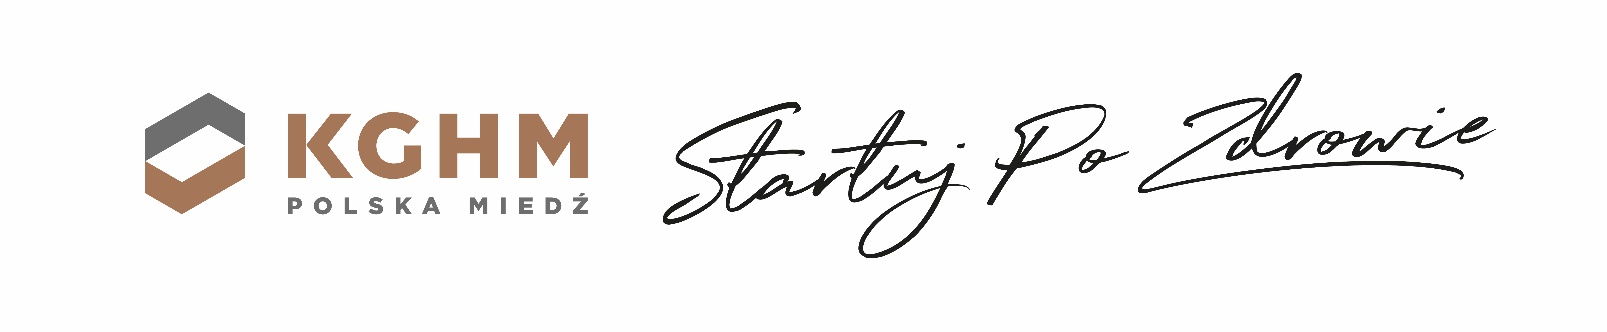 KGHM
POLSKA MIEDŹ
Startuj Po Zdrowie